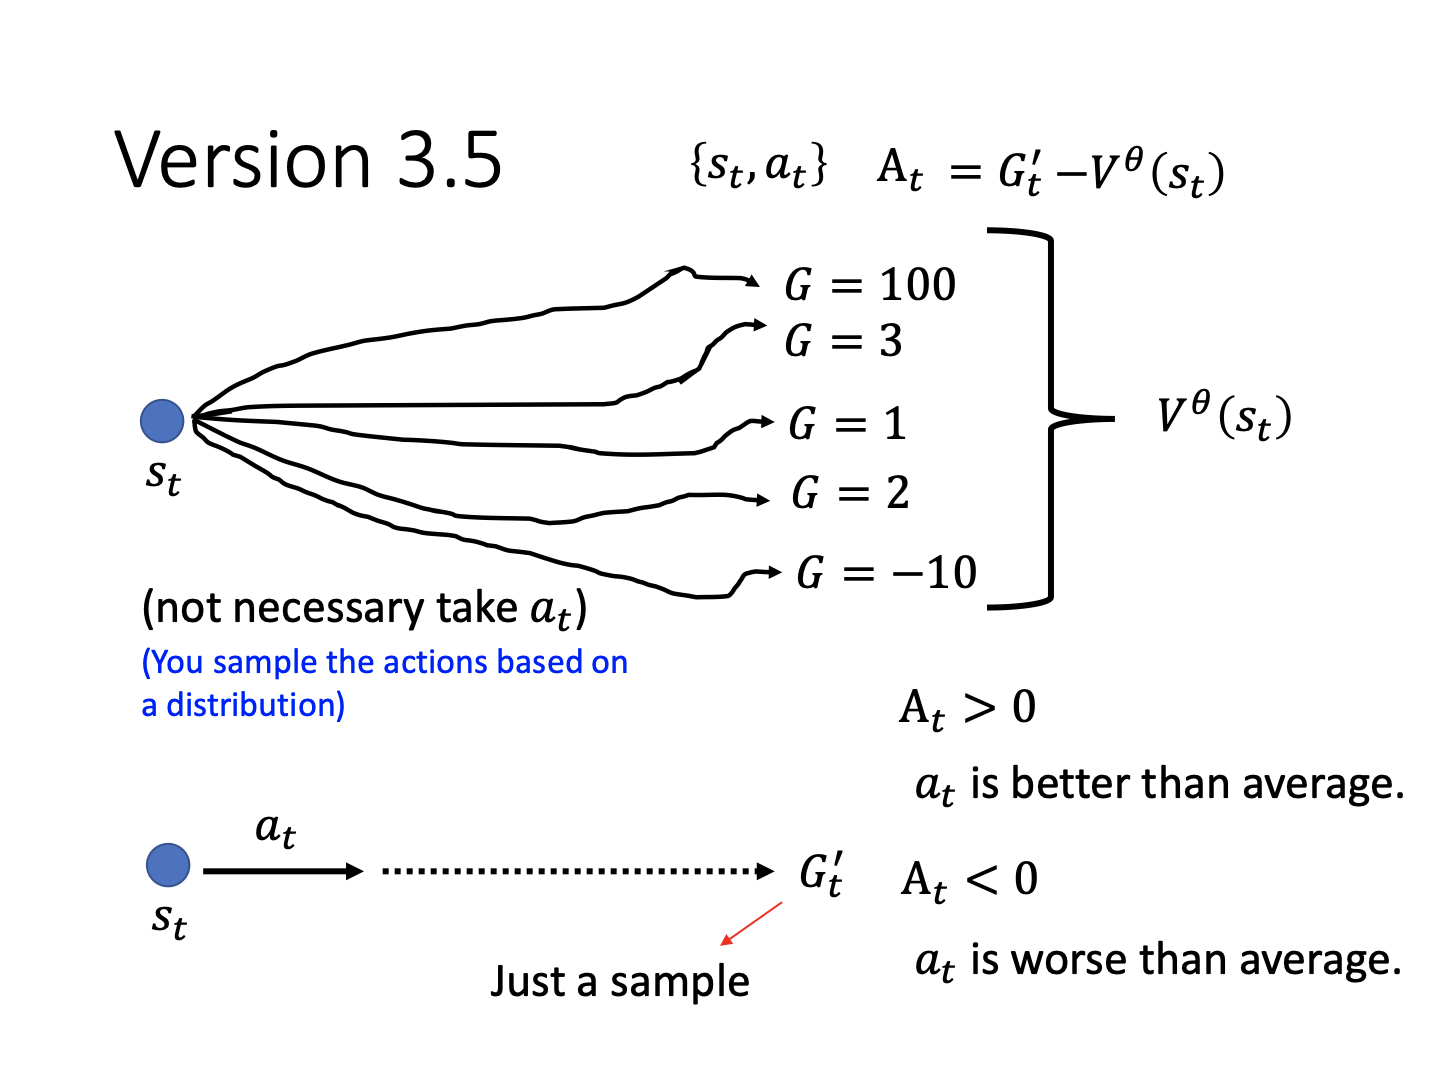 Version 3.5
{s_t, a_t} A_t = G'_t − V^θ(s_t)
G = 100
G = 3
G = 1
G = 2
G = −10
V^θ(s_t)
s_t
(not necessary take a_t)
(You sample the actions based on
a distribution)
A_t > 0
a_t is better than average.
a_t
s_t
G'_t
Just a sample
A_t < 0
a_t is worse than average.